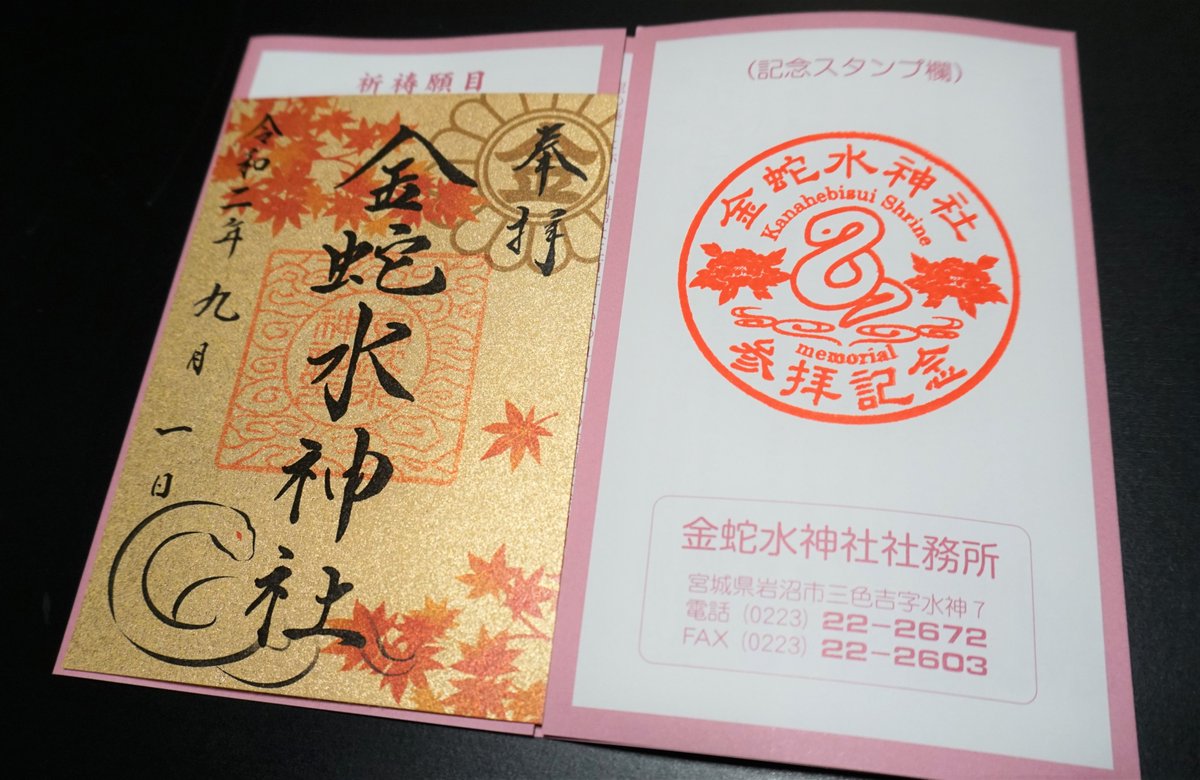 祈祷願目
奉拝
金
金蛇水神社
令和二年九月一日
(記念スタンプ欄)
金蛇水神社
Kanahebisui Shrine
memorial
参拝記念
金蛇水神社社務所
宮城県岩沼市三色吉字水神7
電話 (0223) 22-2672
FAX (0223) 22-2603